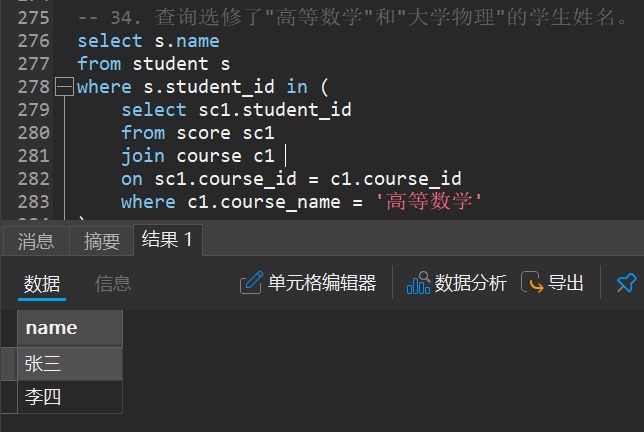 275 -- 34. 查询选修了"高等数学"和"大学物理"的学生姓名。
276 select s.name
277 from student s
278 where s.student_id in (
279 select sc1.student_id
280 from score sc1
281 join course c1
282 on sc1.course_id = c1.course_id
283 where c1.course_name = '高等数学'
消息 摘要 结果 1
数据 信息 单元格编辑器 数据分析 导出
name
张三
李四